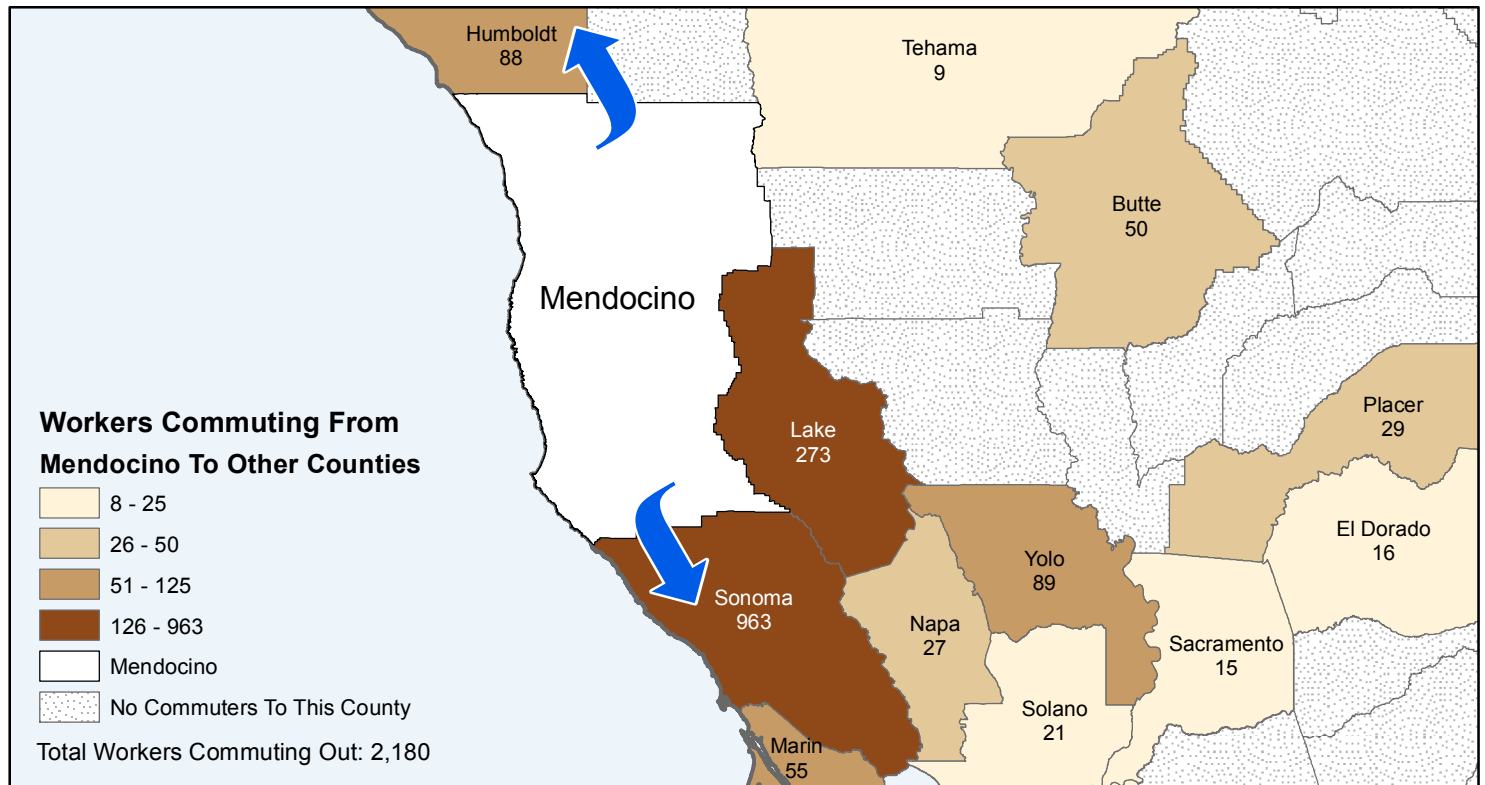 Humboldt
88
Tehama
9
Butte
50
Mendocino
Placer
29
Lake
273
El Dorado
16
Yolo
89
Sonoma
963
Napa
27
Sacramento
15
Solano
21
Marin
55
Workers Commuting From
Mendocino To Other Counties
8 - 25
26 - 50
51 - 125
126 - 963
Mendocino
No Commuters To This County
Total Workers Commuting Out: 2,180